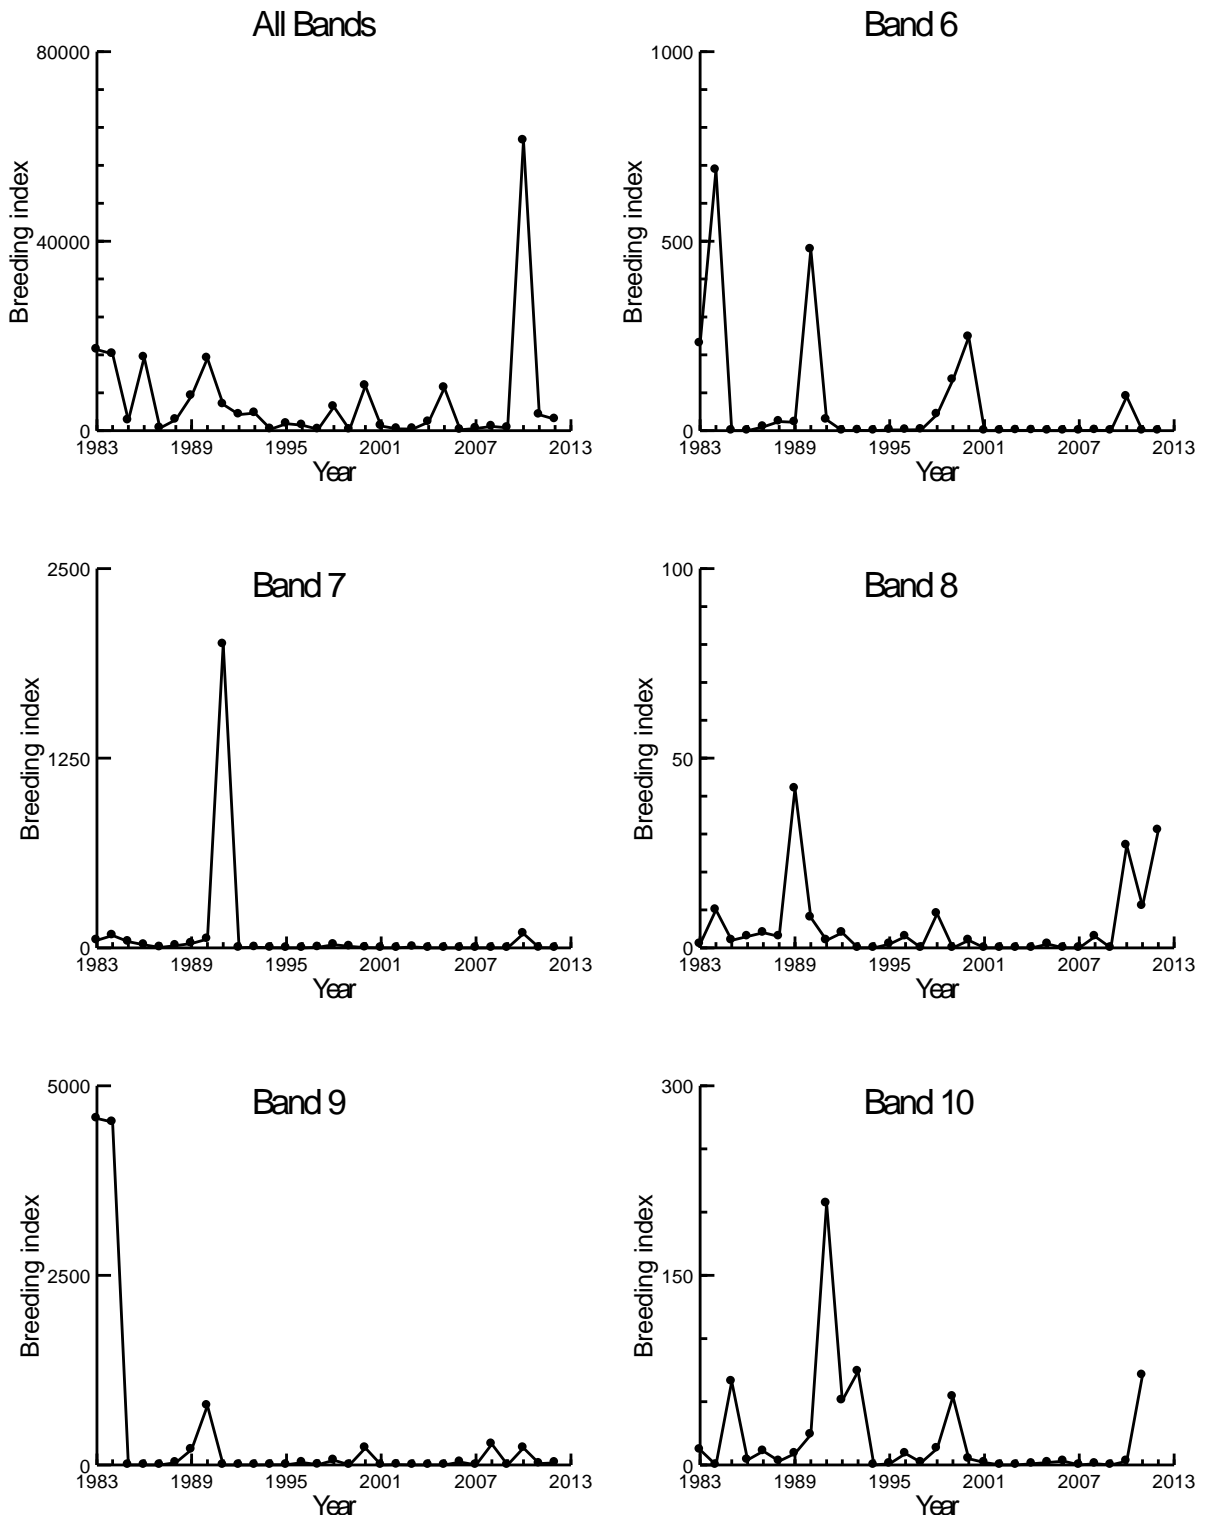 All Bands
80000
40000
0
Breeding index
1983 1989 1995 2001 2007 2013
Year
Band 6
1000
500
0
Breeding index
1983 1989 1995 2001 2007 2013
Year
Band 7
2500
1250
0
Breeding index
1983 1989 1995 2001 2007 2013
Year
Band 8
100
50
0
Breeding index
1983 1989 1995 2001 2007 2013
Year
Band 9
5000
2500
0
Breeding index
1983 1989 1995 2001 2007 2013
Year
Band 10
300
150
0
Breeding index
1983 1989 1995 2001 2007 2013
Year